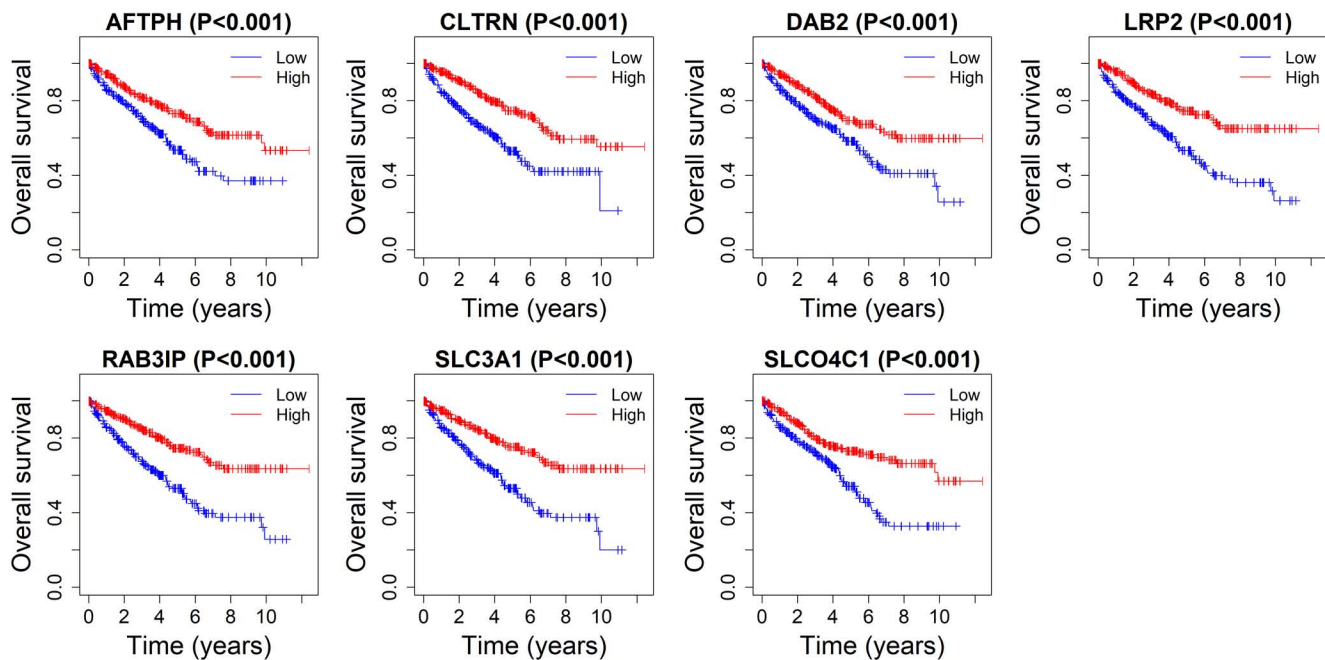 AFTPH (P<0.001)
Low
High
Overall survival
0.0 0.4 0.8
0 2 4 6 8 10
Time (years)
CLTRN (P<0.001)
Low
High
Overall survival
0.0 0.4 0.8
0 2 4 6 8 10
Time (years)
DAB2 (P<0.001)
Low
High
Overall survival
0.0 0.4 0.8
0 2 4 6 8 10
Time (years)
LRP2 (P<0.001)
Low
High
Overall survival
0.0 0.4 0.8
0 2 4 6 8 10
Time (years)
RAB3IP (P<0.001)
Low
High
Overall survival
0.0 0.4 0.8
0 2 4 6 8 10
Time (years)
SLC3A1 (P<0.001)
Low
High
Overall survival
0.0 0.4 0.8
0 2 4 6 8 10
Time (years)
SLCO4C1 (P<0.001)
Low
High
Overall survival
0.0 0.4 0.8
0 2 4 6 8 10
Time (years)